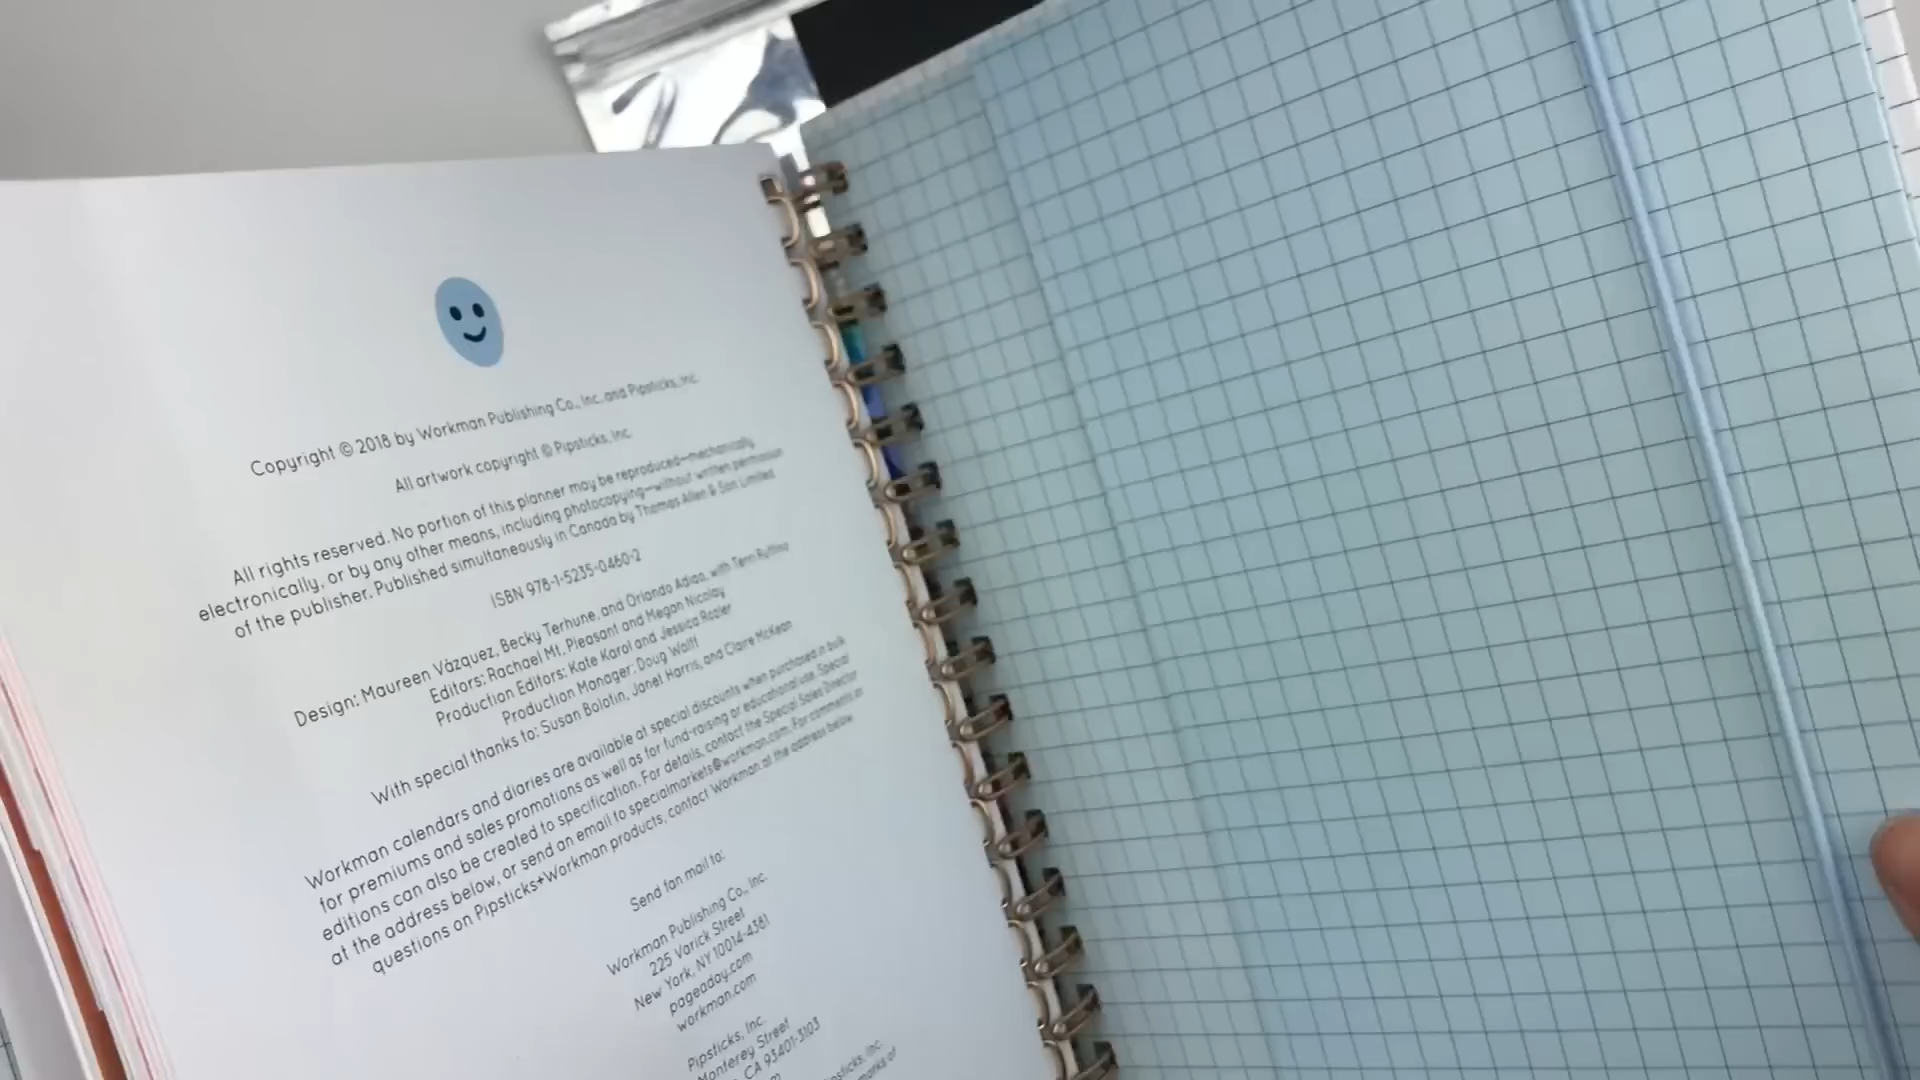 Copyright © 2018 by Workman Publishing Co., Inc. and Pipsticks, Inc.
All artwork copyright © Pipsticks, Inc.
All rights reserved. No portion of this planner may be reproduced—mechanically,
electronically, or by any other means, including photocopying—without written permission
of the publisher. Published simultaneously in Canada by Thomas Allen & Son Limited.
ISBN 978-1-5235-0460-2
Design: Maureen Vázquez, Becky Terhune, and Orlando Adiao, with Terri Ruffino
Editors: Rachael Mt. Pleasant and Megan Nicolay
Production Editors: Kate Karol and Jessica Rozler
Production Manager: Doug Wolff
With special thanks to: Susan Bolotin, Janet Harris, and Claire McKean
Workman calendars and diaries are available at special discounts when purchased in bulk
for premiums and sales promotions as well as for fund-raising or educational use. Special
editions can also be created to specification. For details, contact the Special Sales Director
at the address below, or send an email to specialmarkets@workman.com. For comments or
questions on Pipsticks+Workman products, contact Workman at the address below.
Send fan mail to:
Workman Publishing Co., Inc.
225 Varick Street
New York, NY 10014-4381
pageaday.com
workman.com
Pipsticks, Inc.
Monterey Street
CA 93401-3103
Pipsticks, Inc.
marks of